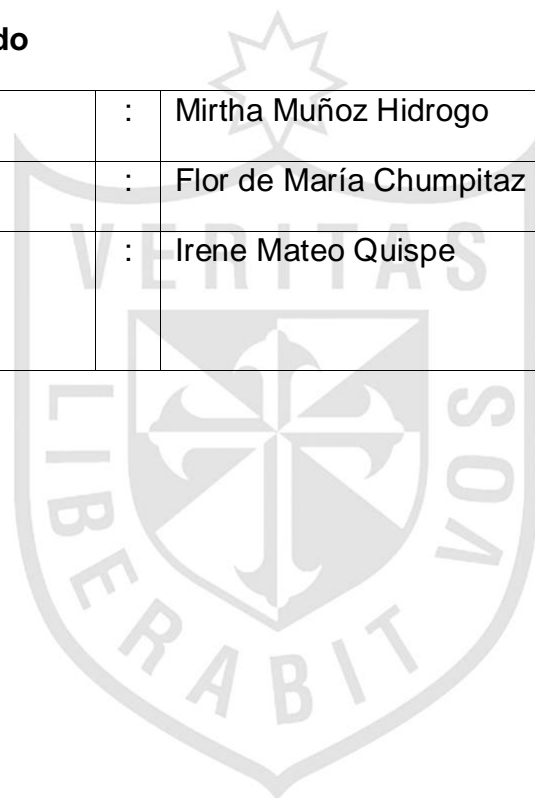 do
: Mirtha Muñoz Hidrogo
: Flor de María Chumpitaz
: Irene Mateo Quispe
VERITAS
LIBERABIT VOS